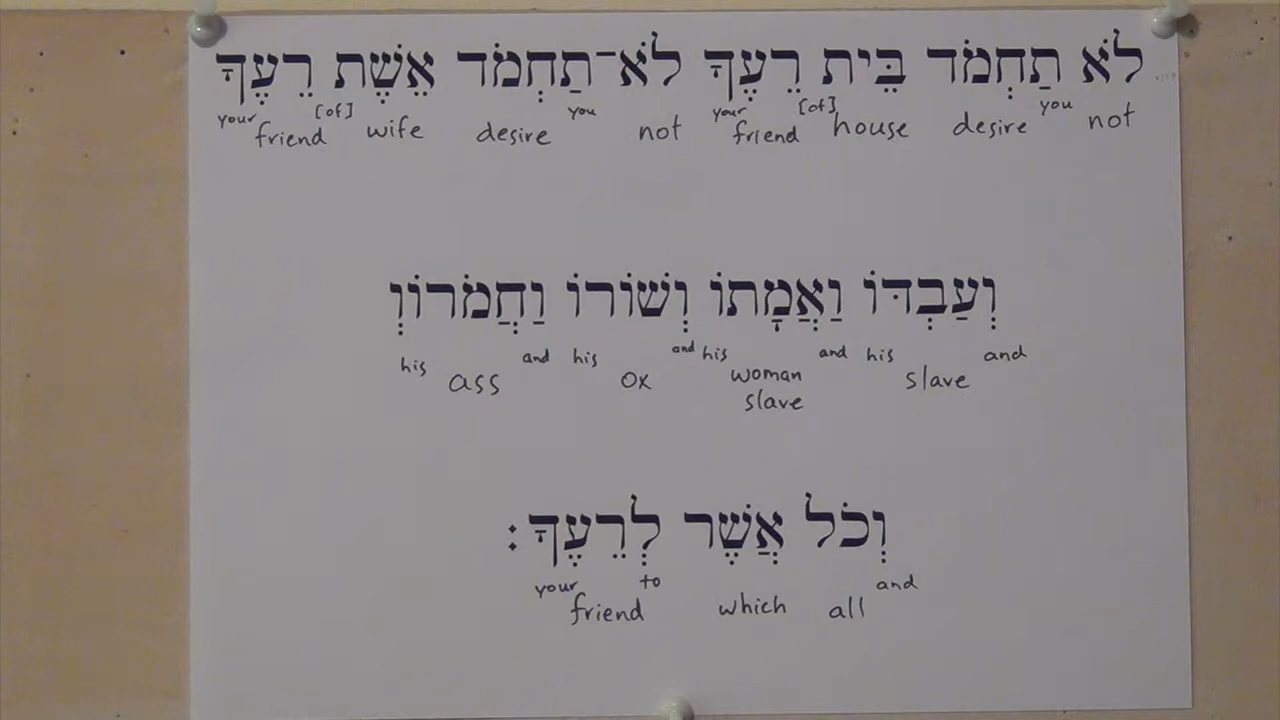 לֹא תַחְמֹד בֵּית רֵעֶךָ לֹא־תַחְמֹד אֵשֶׁת רֵעֶךָ
your friend [of] wife desire you not your friend [of] house desire you not
וְעַבְדּוֹ וַאֲמָתוֹ וְשׁוֹרוֹ וַחֲמֹרוֹןְ
his ass and his ox and his woman slave and his slave and
וְכֹל אֲשֶׁר לְרֵעֶךָ:
your friend to which all and